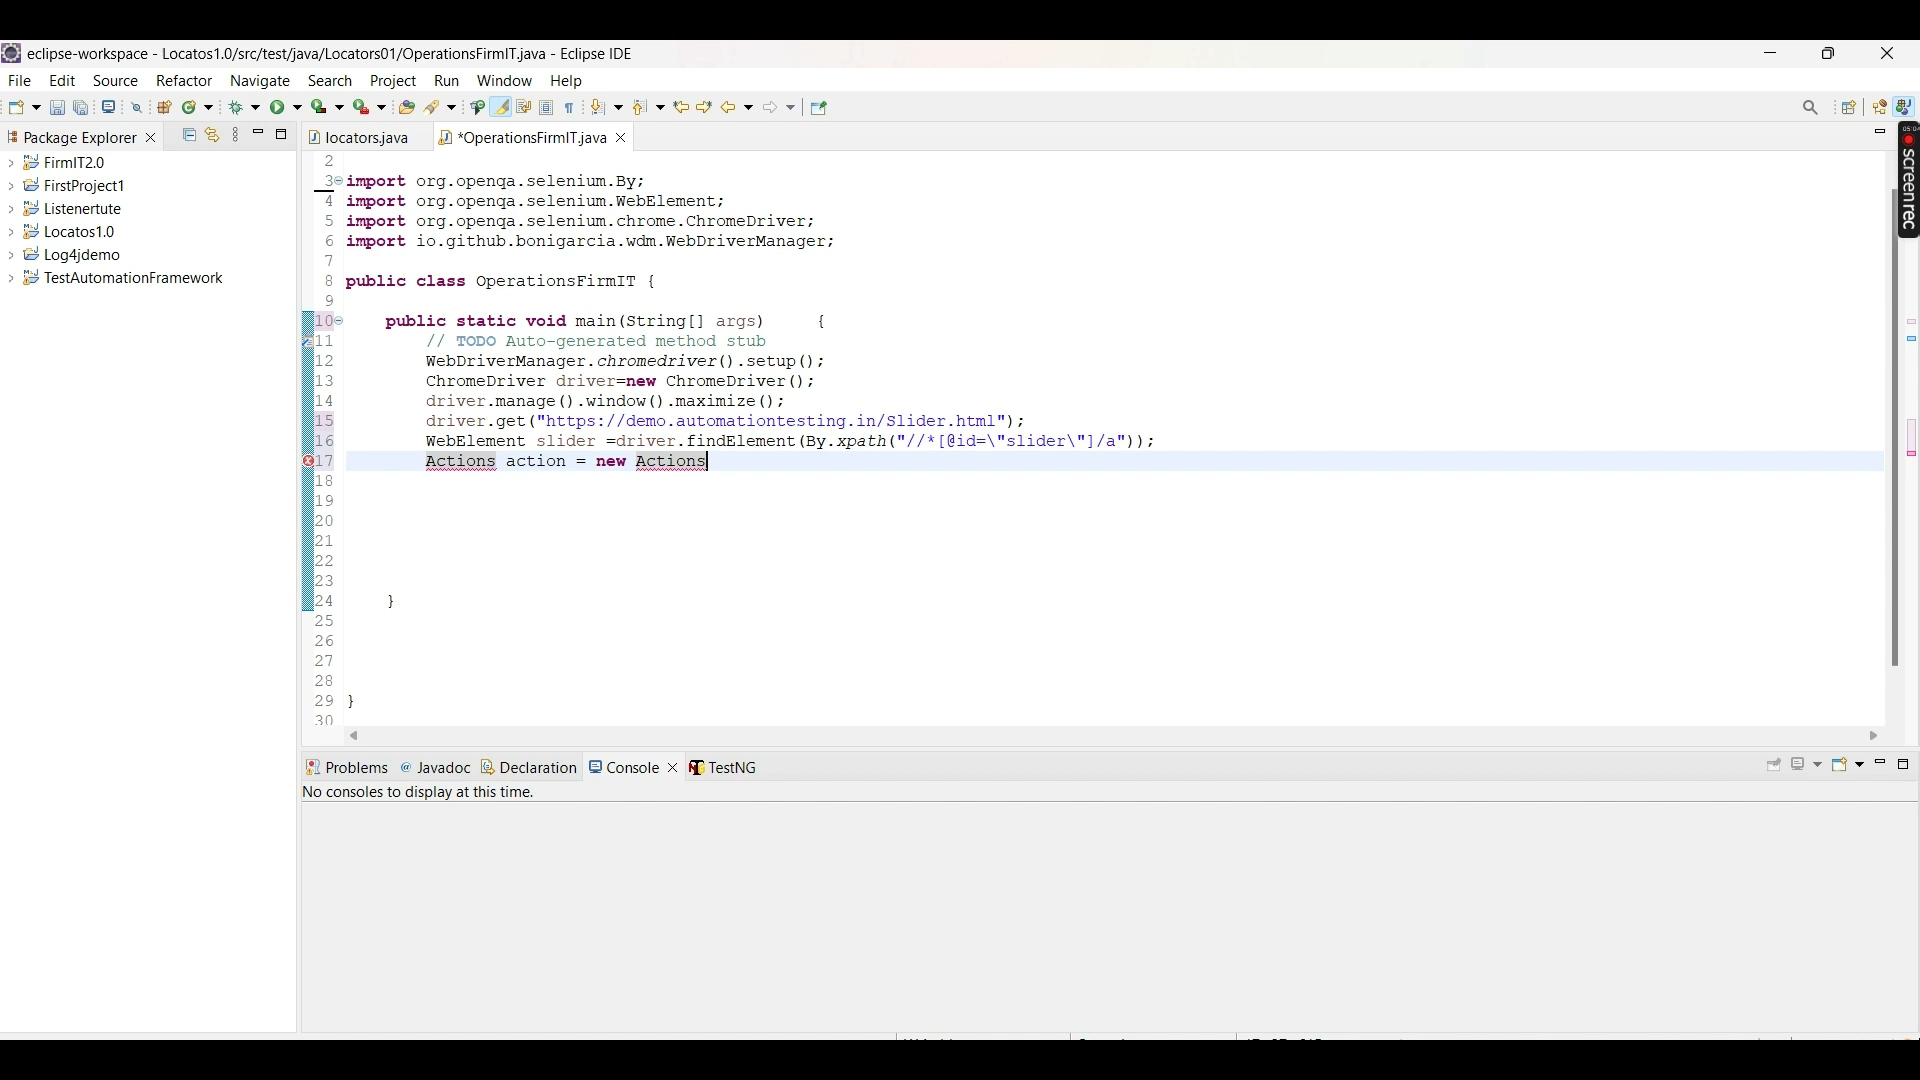 eclipse-workspace - Locatos1.0/src/test/java/Locators01/OperationsFirmIT.java - Eclipse IDE
File Edit Source Refactor Navigate Search Project Run Window Help
Package Explorer
locators.java
*OperationsFirmIT.java
FirmIT2.0
FirstProject1
Listenertute
Locatos1.0
Log4jdemo
TestAutomationFramework
screenrec
2
3 import org.openqa.selenium.By;
4 import org.openqa.selenium.WebElement;
5 import org.openqa.selenium.chrome.ChromeDriver;
6 import io.github.bonigarcia.wdm.WebDriverManager;
7
8 public class OperationsFirmIT {
9
10 public static void main(String[] args) {
11 // TODO Auto-generated method stub
12 WebDriverManager.chromedriver().setup();
13 ChromeDriver driver=new ChromeDriver();
14 driver.manage().window().maximize();
15 driver.get("https://demo.automationtesting.in/Slider.html");
16 WebElement slider =driver.findElement(By.xpath("//*[@id=\"slider\"]/a"));
17 Actions action = new Actions
18
19
20
21
22
23
24 }
25
26
27
28
29 }
30
Problems Javadoc Declaration Console TestNG
No consoles to display at this time.